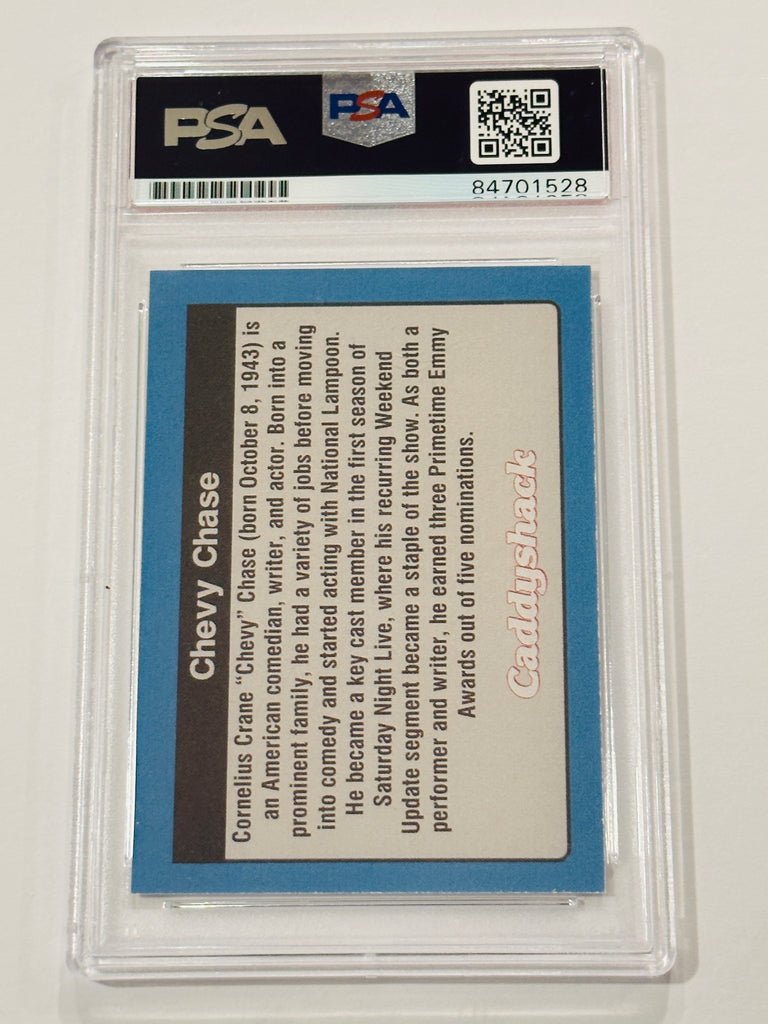 PSA
PSA
84701528
Chevy Chase
Cornelius Crane “Chevy” Chase (born October 8, 1943) is
an American comedian, writer, and actor. Born into a
prominent family, he had a variety of jobs before moving
into comedy and started acting with National Lampoon.
He became a key cast member in the first season of
Saturday Night Live, where his recurring Weekend
Update segment became a staple of the show. As both a
performer and writer, he earned three Primetime Emmy
Awards out of five nominations.
Caddyshack